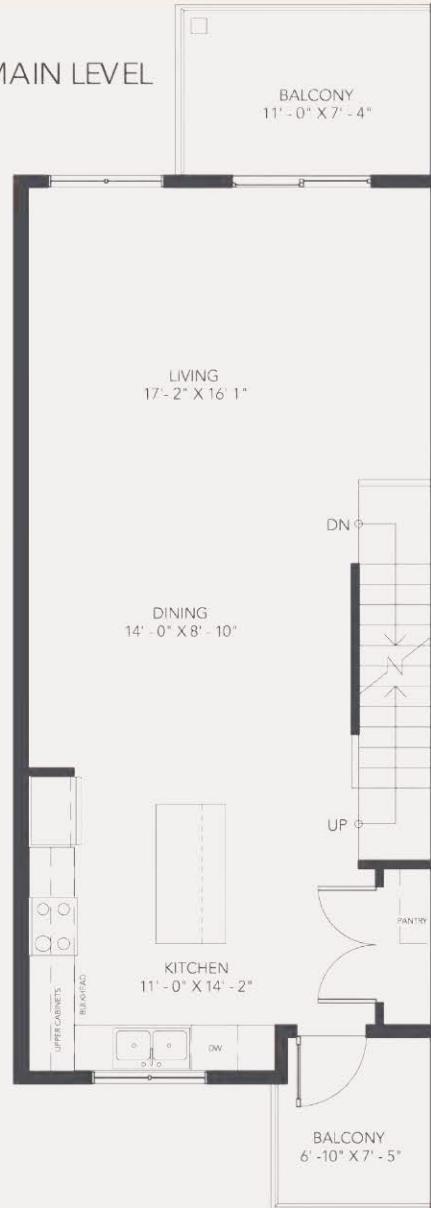 MAIN LEVEL
BALCONY
11' - 0" X 7' - 4"
LIVING
17' - 2" X 16' 1"
DN
DINING
14' - 0" X 8' - 10"
UP
PANTRY
KITCHEN
11' - 0" X 14' - 2"
UPPER CABINETS
BULKHEAD
DW
BALCONY
6' -10" X 7' - 5"